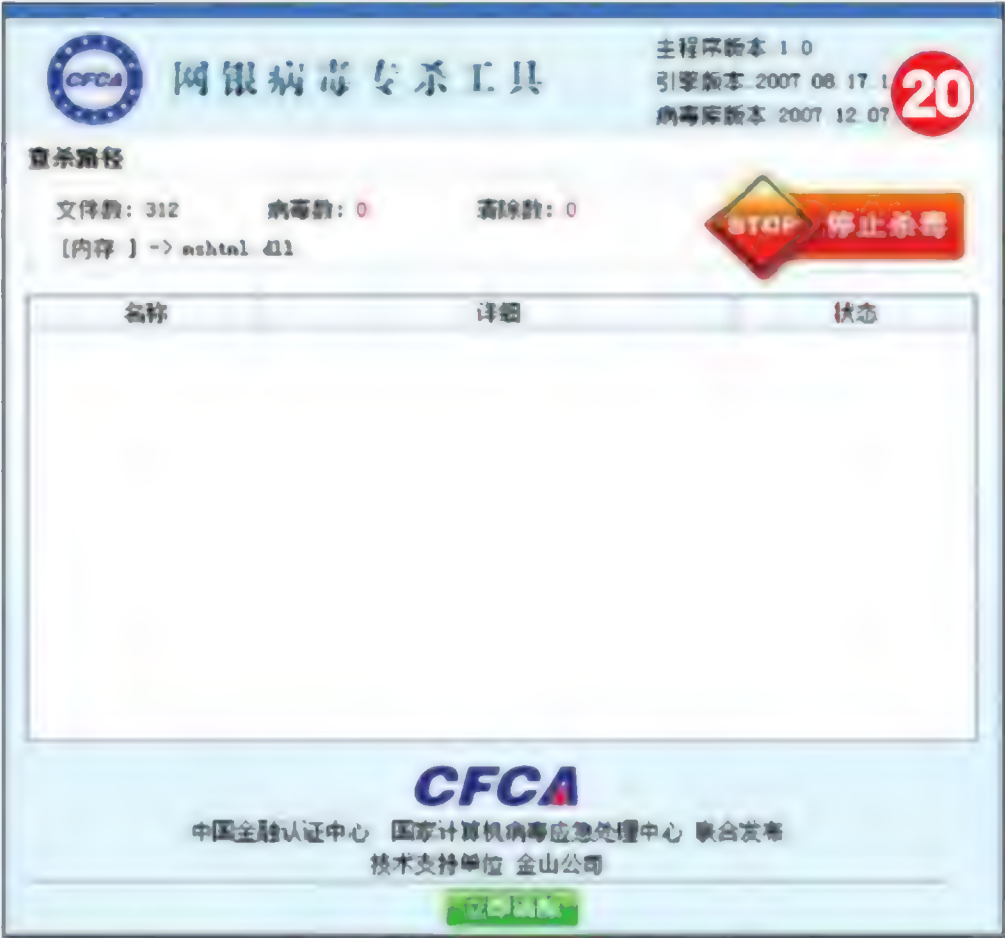 CFCA
网银病毒专杀工具
主程序版本 1.0
引擎版本 2007.08.17.1
病毒库版本 2007.12.07
20
查杀路径
文件数: 312 病毒数: 0 清除数: 0
[内存 ] -> mshtml.dll
STOP 停止杀毒
名称 详细 状态
CFCA
中国金融认证中心 国家计算机病毒应急处理中心 联合发布
技术支持单位 金山公司